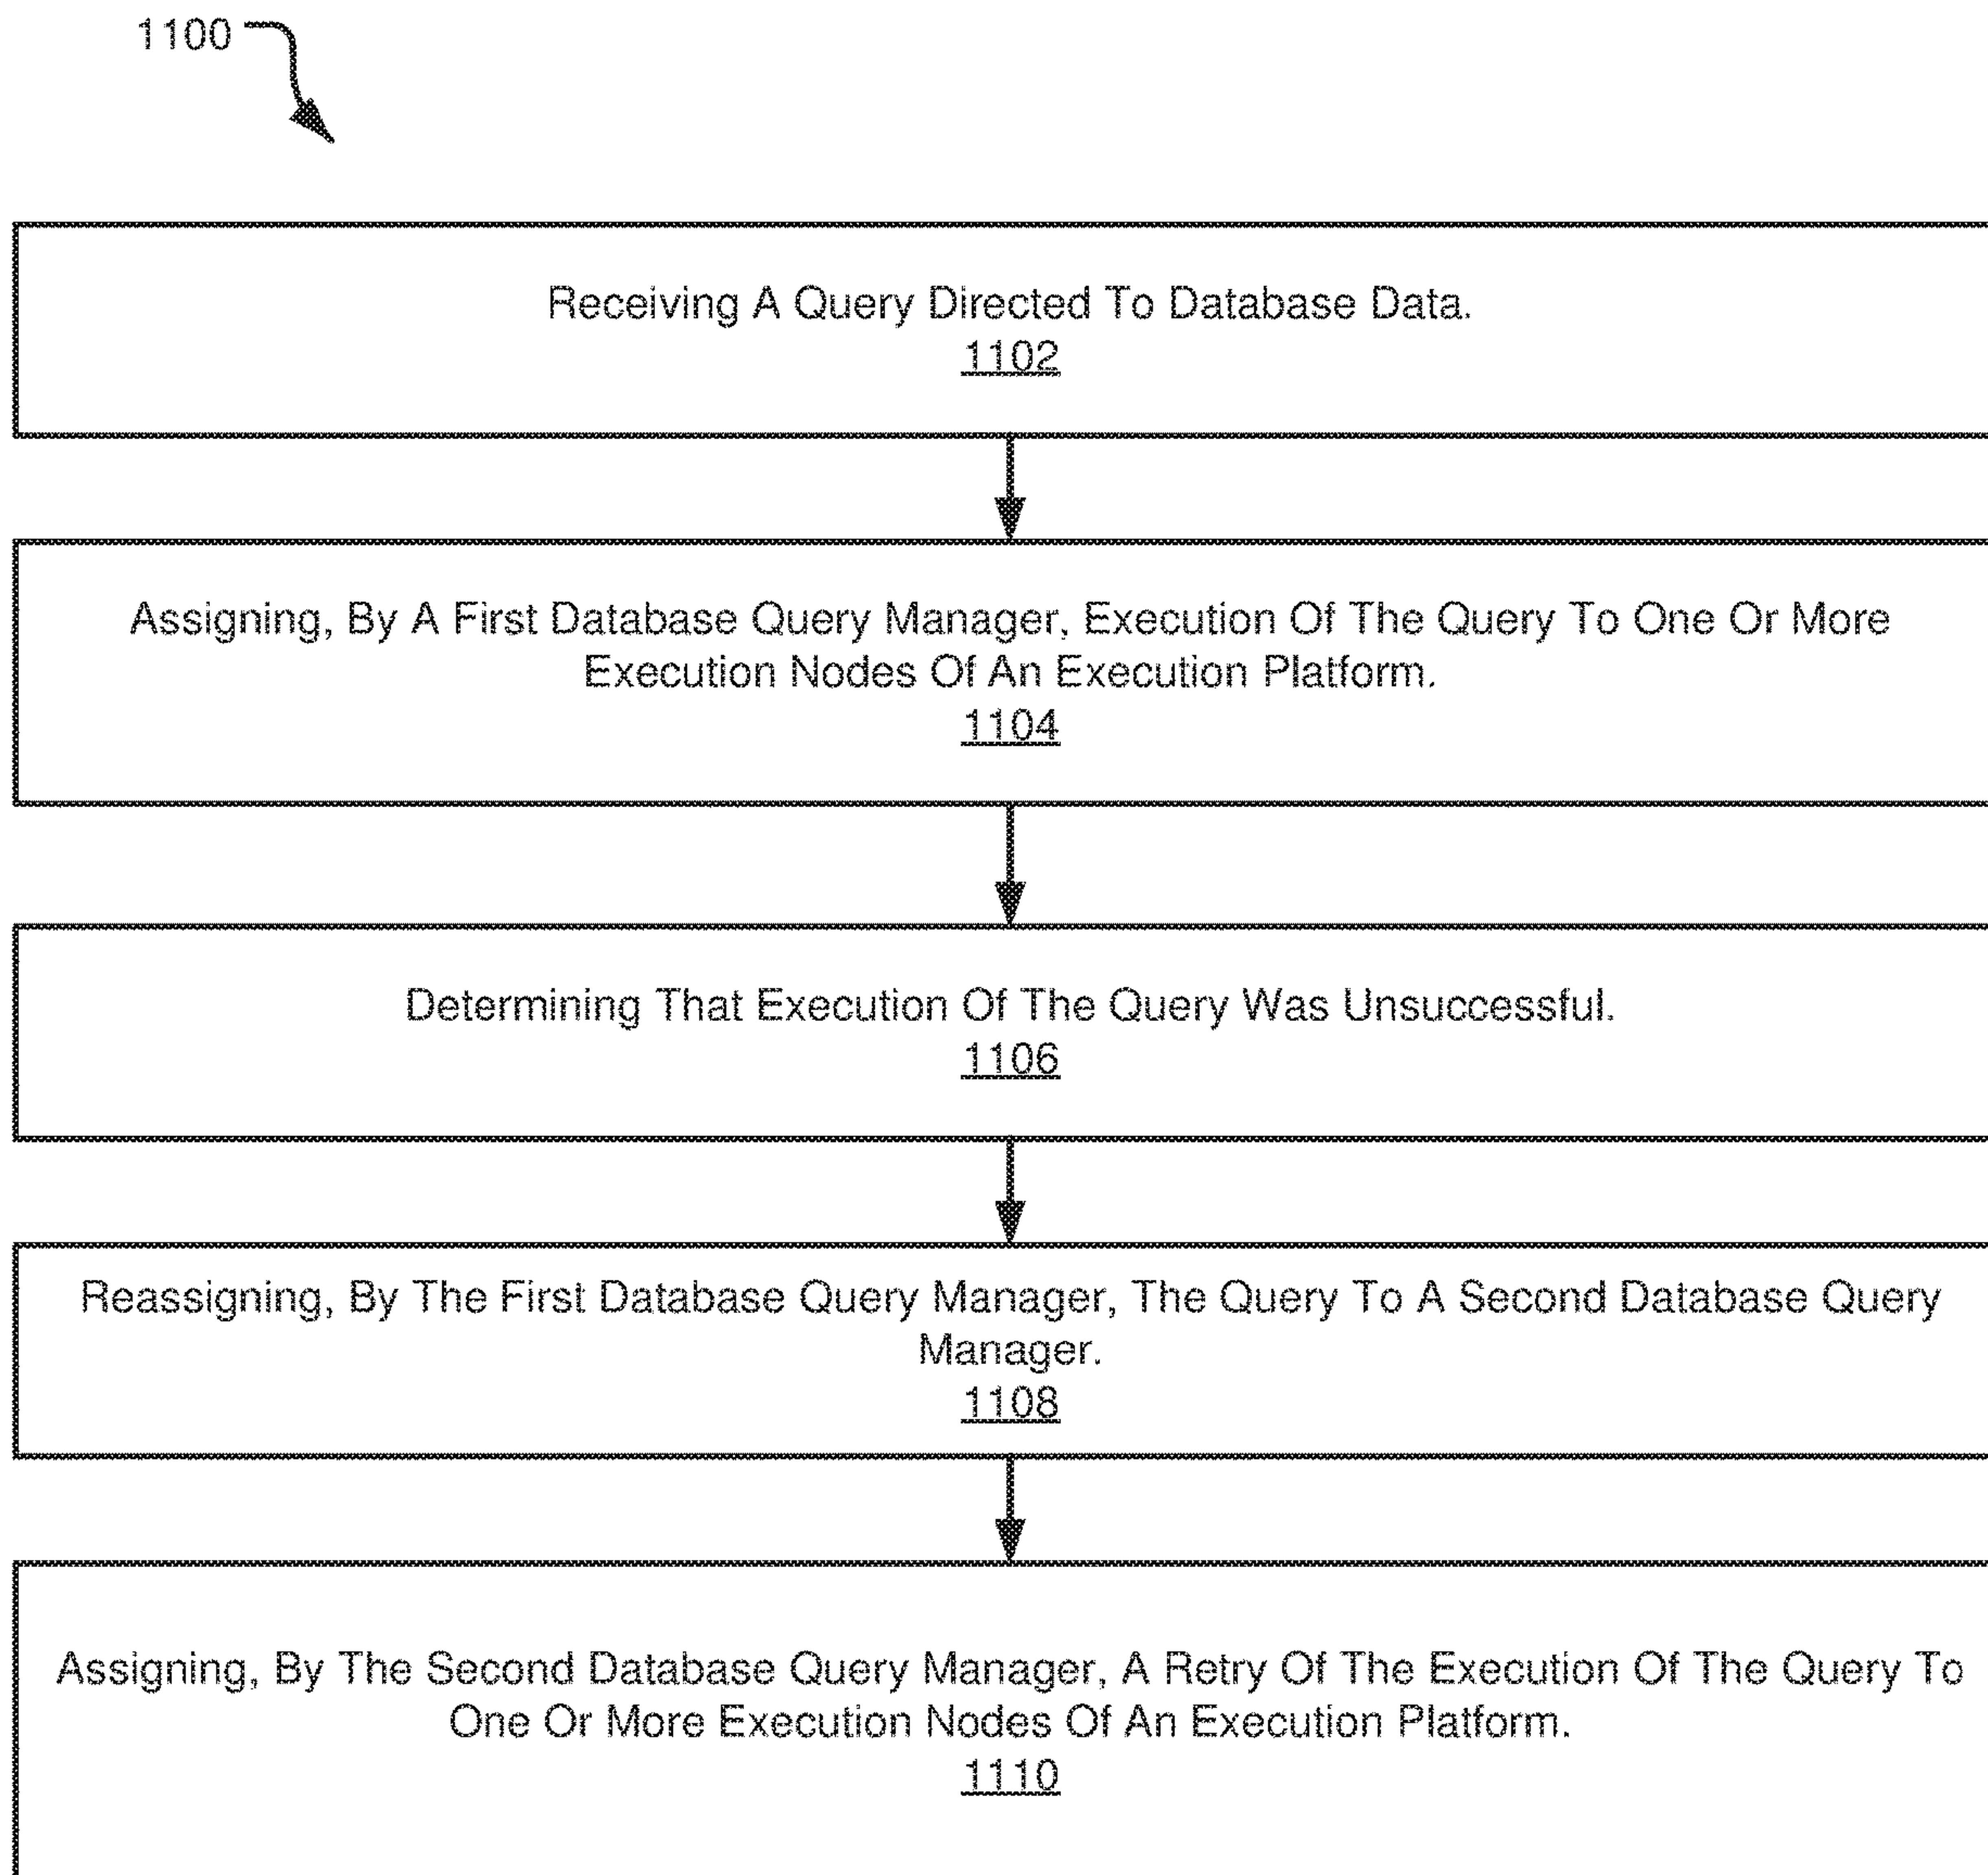 1100
Receiving A Query Directed To Database Data.
1102
Assigning, By A First Database Query Manager, Execution Of The Query To One Or More
Execution Nodes Of An Execution Platform.
1104
Determining That Execution Of The Query Was Unsuccessful.
1106
Reassigning, By The First Database Query Manager, The Query To A Second Database Query
Manager.
1108
Assigning, By The Second Database Query Manager, A Retry Of The Execution Of The Query To
One Or More Execution Nodes Of An Execution Platform.
1110